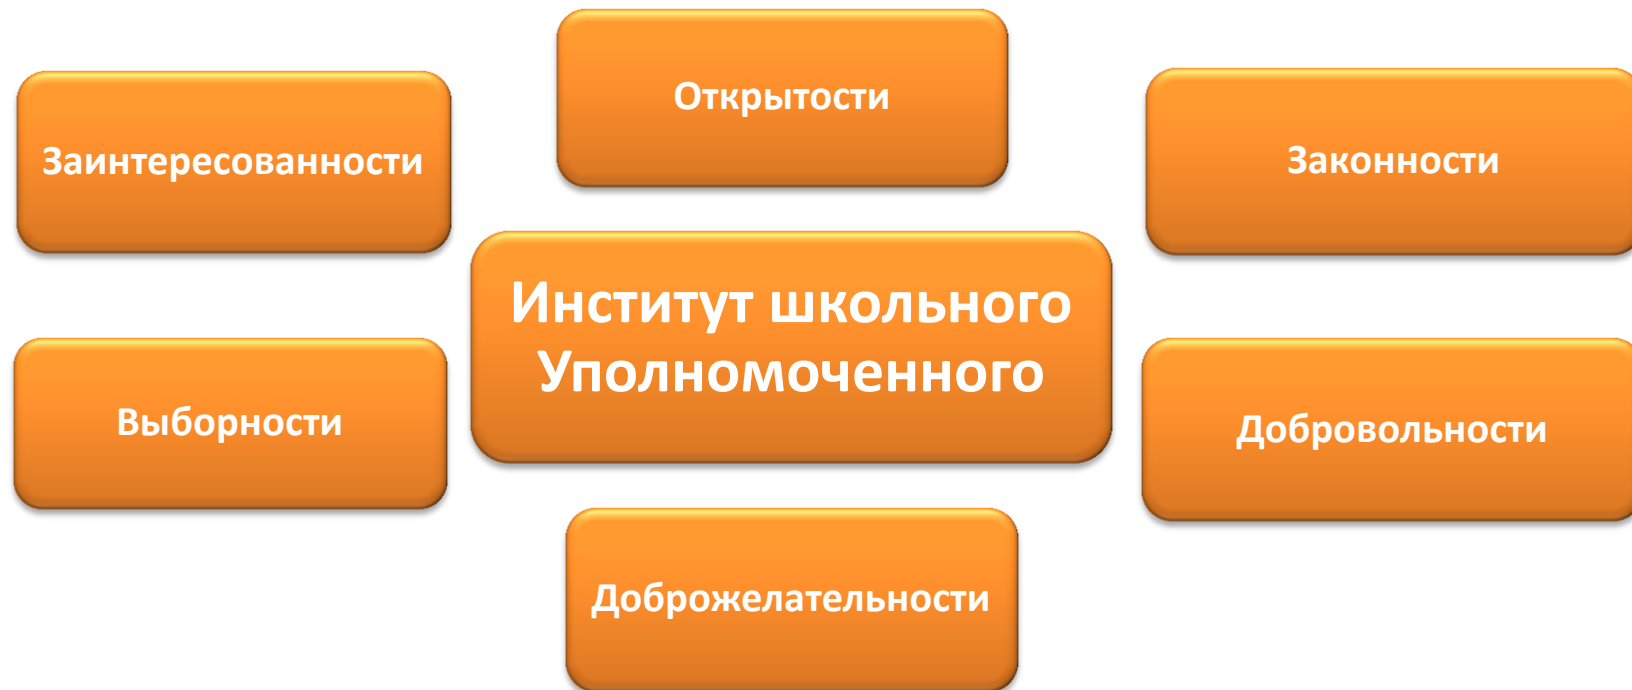 Открытости
Заинтересованности
Законности
Институт школьного
Уполномоченного
Выборности
Добровольности
Доброжелательности